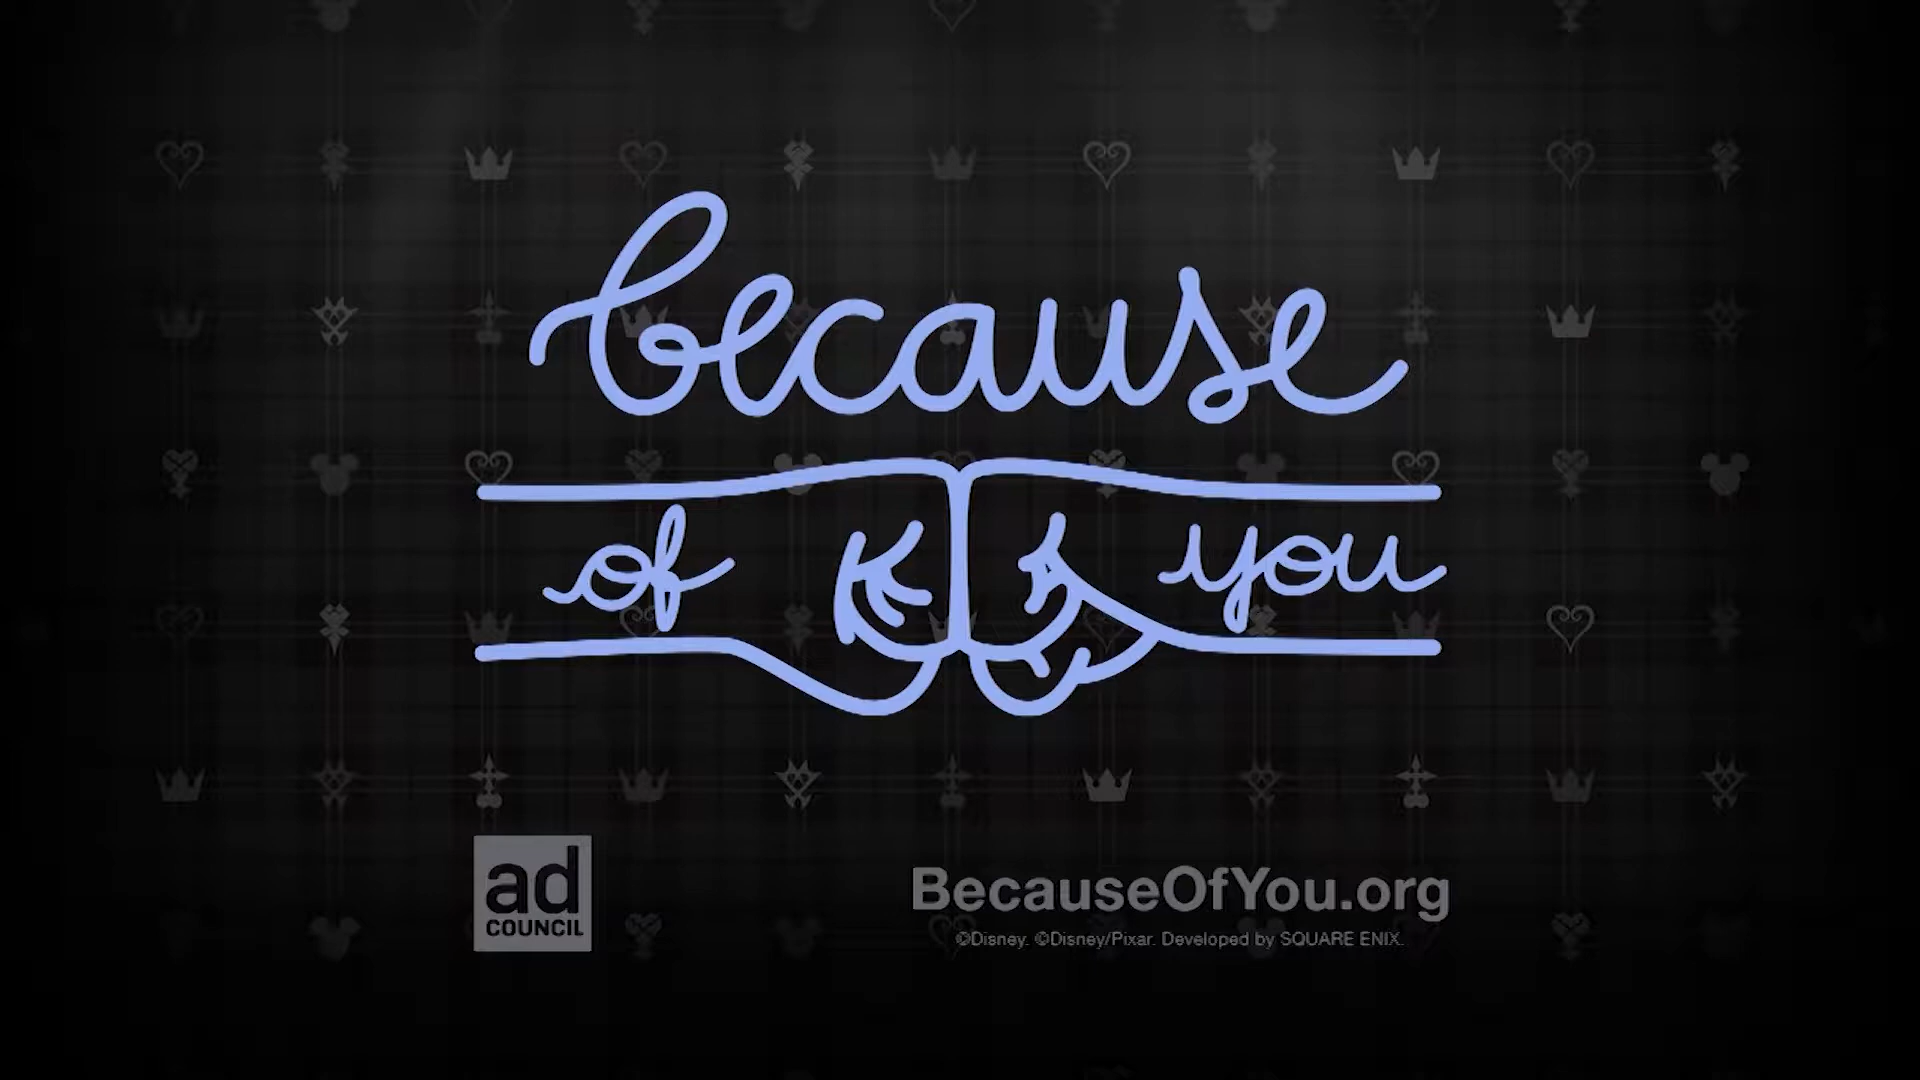 because
of you
ad
COUNCIL
BecauseOfYou.org
©Disney. ©Disney/Pixar. Developed by SQUARE ENIX.